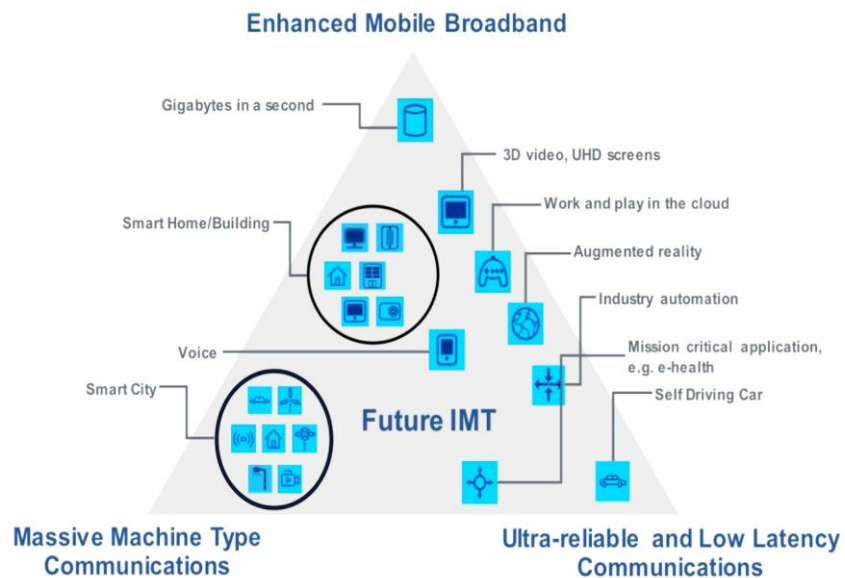 Enhanced Mobile Broadband
Gigabytes in a second
3D video, UHD screens
Smart Home/Building
Work and play in the cloud
Augmented reality
Industry automation
Voice
Mission critical application,
e.g. e-health
Smart City
Self Driving Car
Future IMT
Massive Machine Type
Communications
Ultra-reliable and Low Latency
Communications